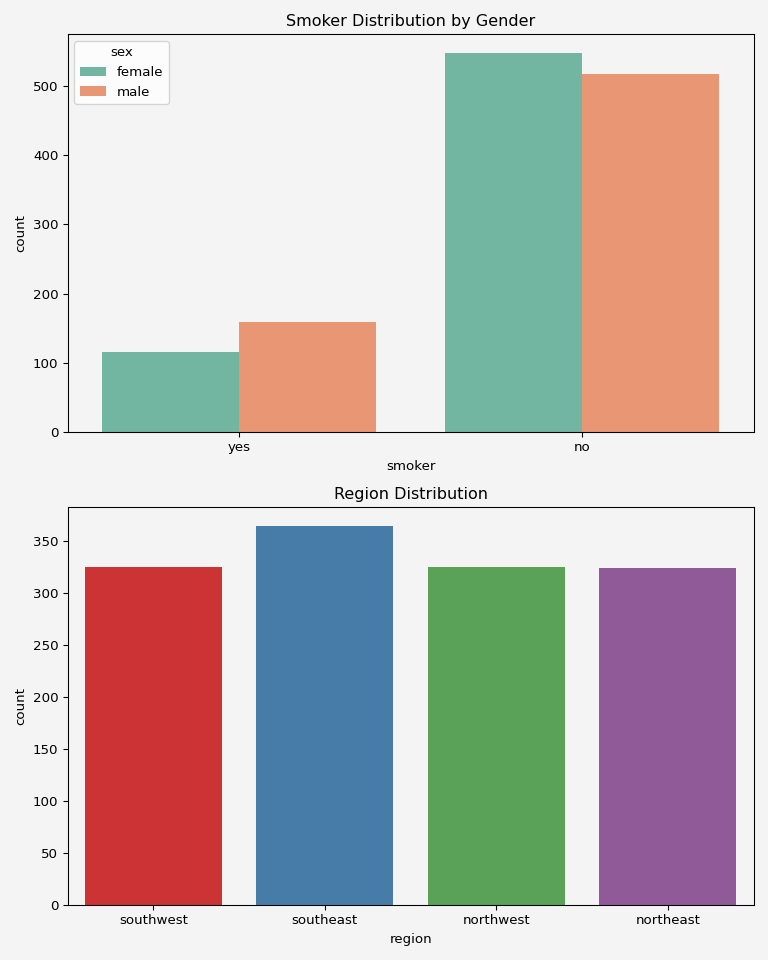 Smoker Distribution by Gender
sex
female
male
500
400
300
200
100
0
count
yes no
smoker
Region Distribution
350
300
250
200
150
100
50
0
count
southwest southeast northwest northeast
region